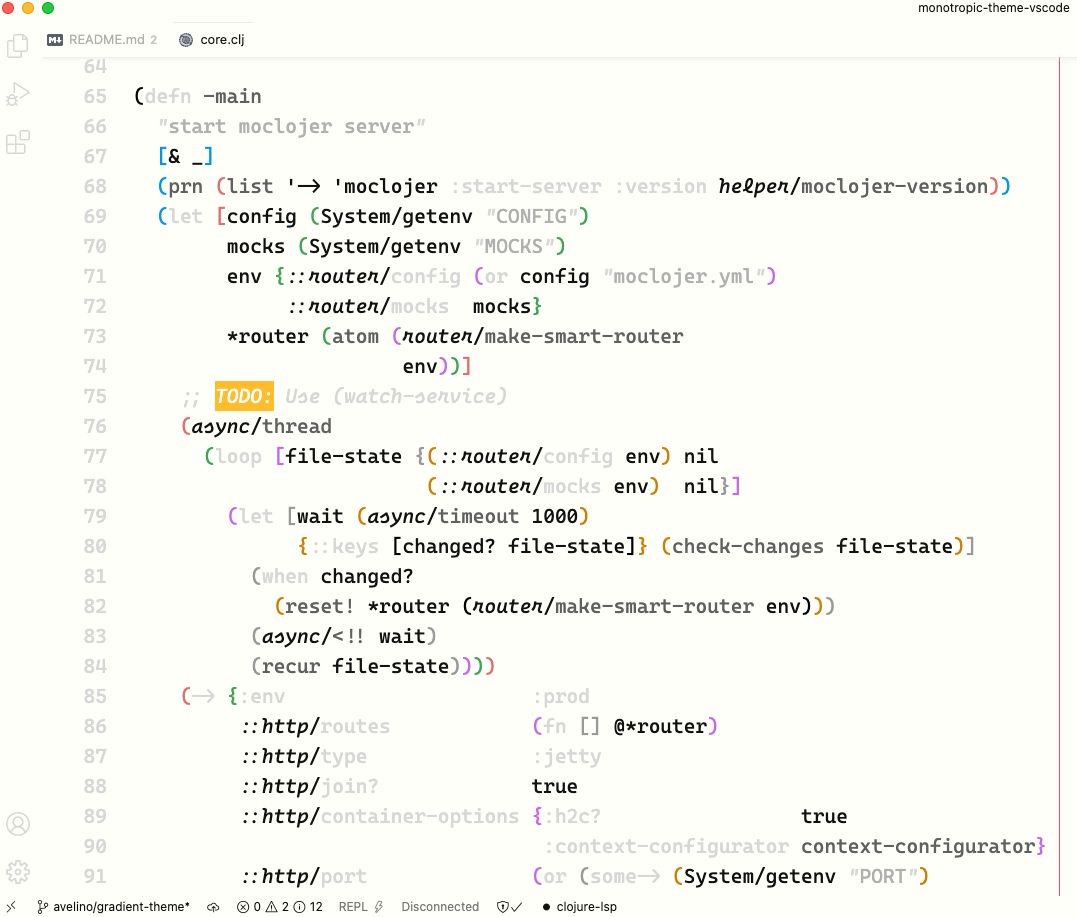 monotropic-theme-vscode
README.md 2 core.clj
64
65 (defn -main
66 "start moclojer server"
67 [& _]
68 (prn (list '-> 'moclojer :start-server :version helper/moclojer-version))
69 (let [config (System/getenv "CONFIG")
70 mocks (System/getenv "MOCKS")
71 env {::router/config (or config "moclojer.yml")
72 ::router/mocks mocks}
73 *router (atom (router/make-smart-router
74 env))]
75 ;; TODO: Use (watch-service)
76 (async/thread
77 (loop [file-state {(::router/config env) nil
78 (::router/mocks env) nil}]
79 (let [wait (async/timeout 1000)
80 {::keys [changed? file-state]} (check-changes file-state)]
81 (when changed?
82 (reset! *router (router/make-smart-router env)))
83 (async/<!! wait)
84 (recur file-state))))
85 (-> {:env :prod
86 ::http/routes (fn [] @*router)
87 ::http/type :jetty
88 ::http/join? true
89 ::http/container-options {:h2c? true
90 :context-configurator context-configurator}
91 ::http/port (or (some-> (System/getenv "PORT")
avelino/gradient-theme* 0 2 12 REPL Disconnected clojure-lsp